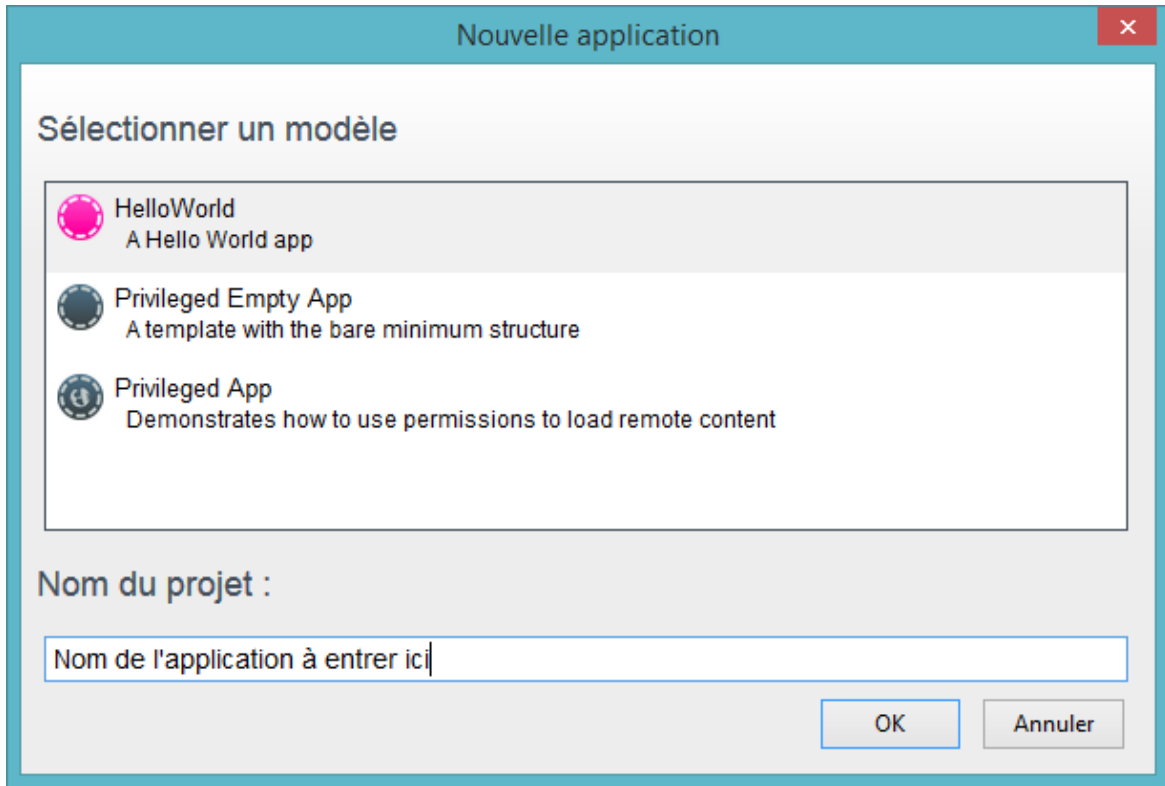 Nouvelle application
Sélectionner un modèle
HelloWorld
A Hello World app
Privileged Empty App
A template with the bare minimum structure
Privileged App
Demonstrates how to use permissions to load remote content
Nom du projet :
Nom de l'application à entrer ici
OK
Annuler